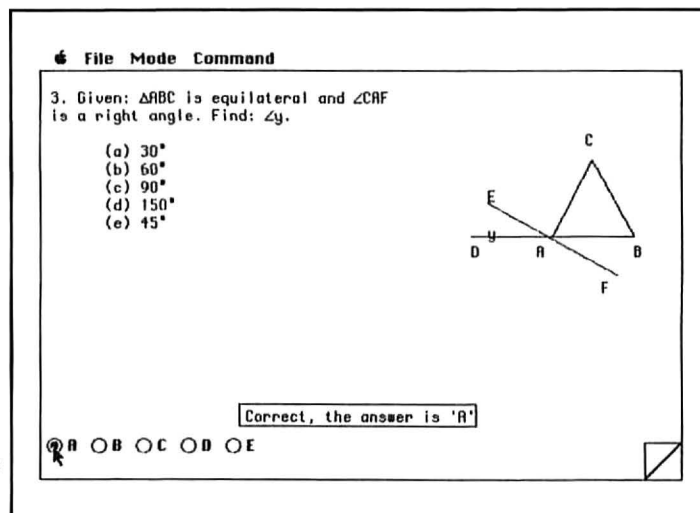 File Mode Command
3. Given: △ABC is equilateral and ∠CAF
is a right angle. Find: ∠y.
(a) 30°
(b) 60°
(c) 90°
(d) 150°
(e) 45°
C
E
D y A B
F
Correct, the answer is 'A'
A B C D E